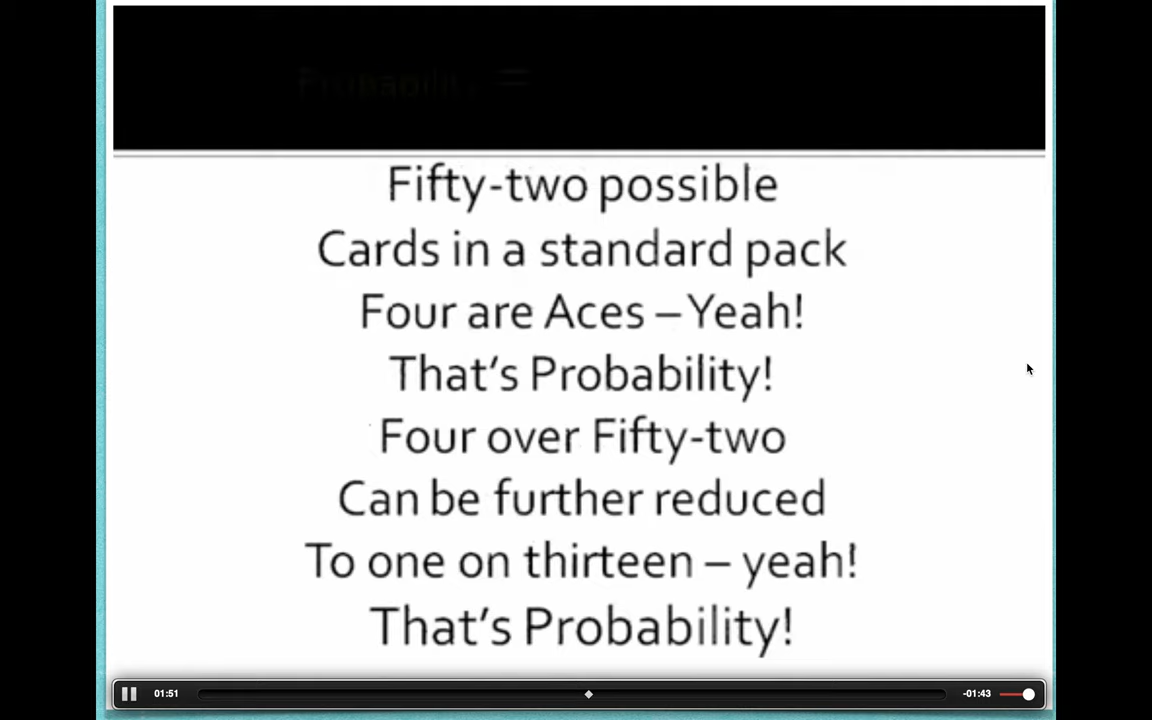 Probability =
Fifty-two possible
Cards in a standard pack
Four are Aces – Yeah!
That's Probability!
Four over Fifty-two
Can be further reduced
To one on thirteen – yeah!
That's Probability!
01:51
-01:43